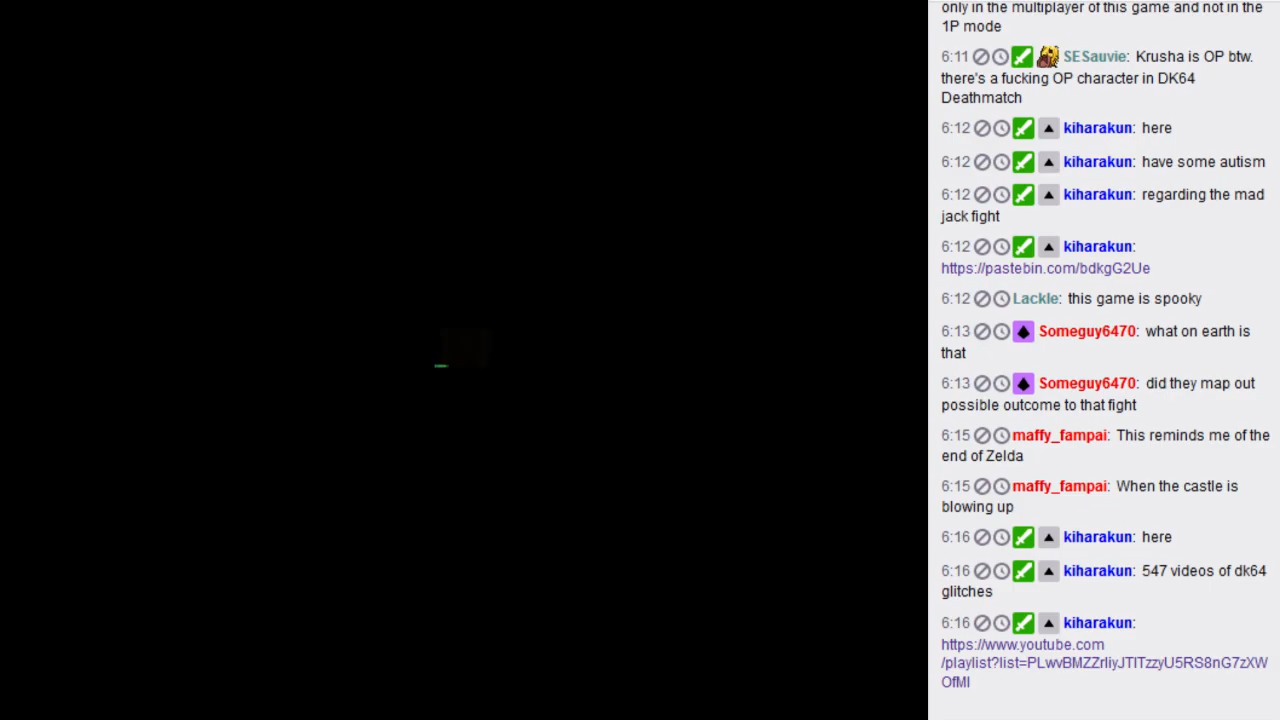 only in the multiplayer of this game and not in the
1P mode
6:11 SESauvie: Krusha is OP btw.
there's a fucking OP character in DK64
Deathmatch
6:12 kiharakun: here
6:12 kiharakun: have some autism
6:12 kiharakun: regarding the mad
jack fight
6:12 kiharakun:
https://pastebin.com/bdkgG2Ue
6:12 Lackle: this game is spooky
6:13 Someguy6470: what on earth is
that
6:13 Someguy6470: did they map out
possible outcome to that fight
6:15 maffy_fampai: This reminds me of the
end of Zelda
6:15 maffy_fampai: When the castle is
blowing up
6:16 kiharakun: here
6:16 kiharakun: 547 videos of dk64
glitches
6:16 kiharakun:
https://www.youtube.com
/playlist?list=PLwvBMZZrliyJTITzzyU5RS8nG7zXW
OfMI